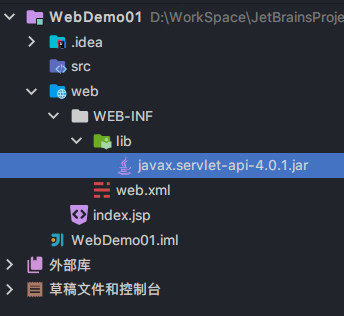 WebDemo01 D:\WorkSpace\JetBrainsProje
.idea
src
web
WEB-INF
lib
javax.servlet-api-4.0.1.jar
web.xml
index.jsp
WebDemo01.iml
外部库
草稿文件和控制台